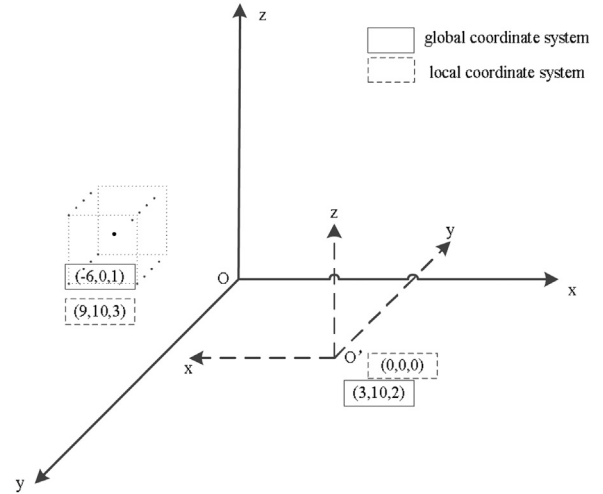 z
global coordinate system
local coordinate system
z
y
(-6,0,1)
O
x
(9,10,3)
x
O'
(0,0,0)
(3,10,2)
y